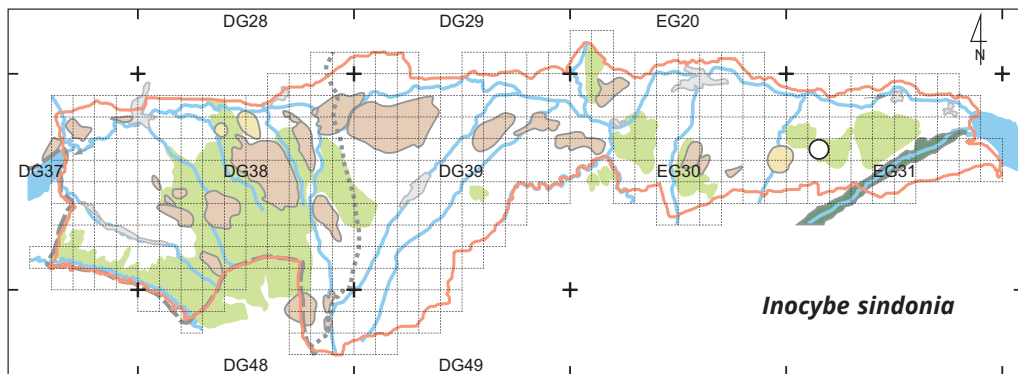 DG28 DG29 EG20
N
DG37 DG38 DG39 EG30 EG31
Inocybe sindonia
DG48 DG49